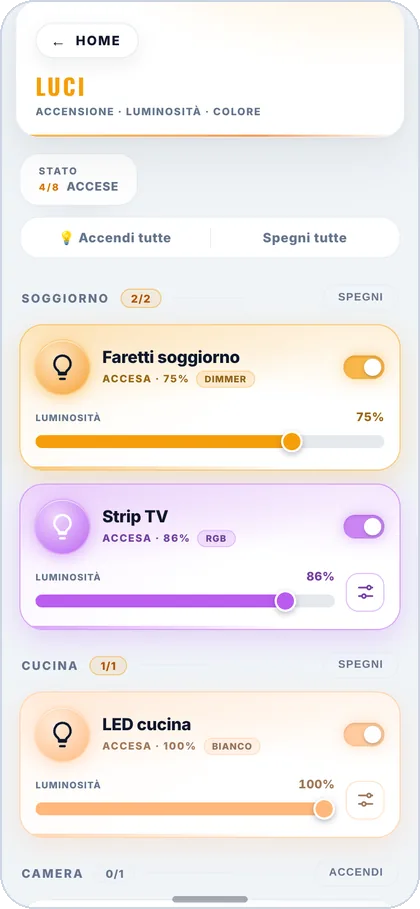 ← HOME
LUCI
ACCENSIONE · LUMINOSITÀ · COLORE
STATO
4/8 ACCESE
💡 Accendi tutte Spegni tutte
SOGGIORNO 2/2 SPEGNI
Faretti soggiorno
ACCESA · 75% DIMMER
LUMINOSITÀ 75%
Strip TV
ACCESA · 86% RGB
LUMINOSITÀ 86%
CUCINA 1/1 SPEGNI
LED cucina
ACCESA · 100% BIANCO
LUMINOSITÀ 100%
CAMERA 0/1 ACCENDI